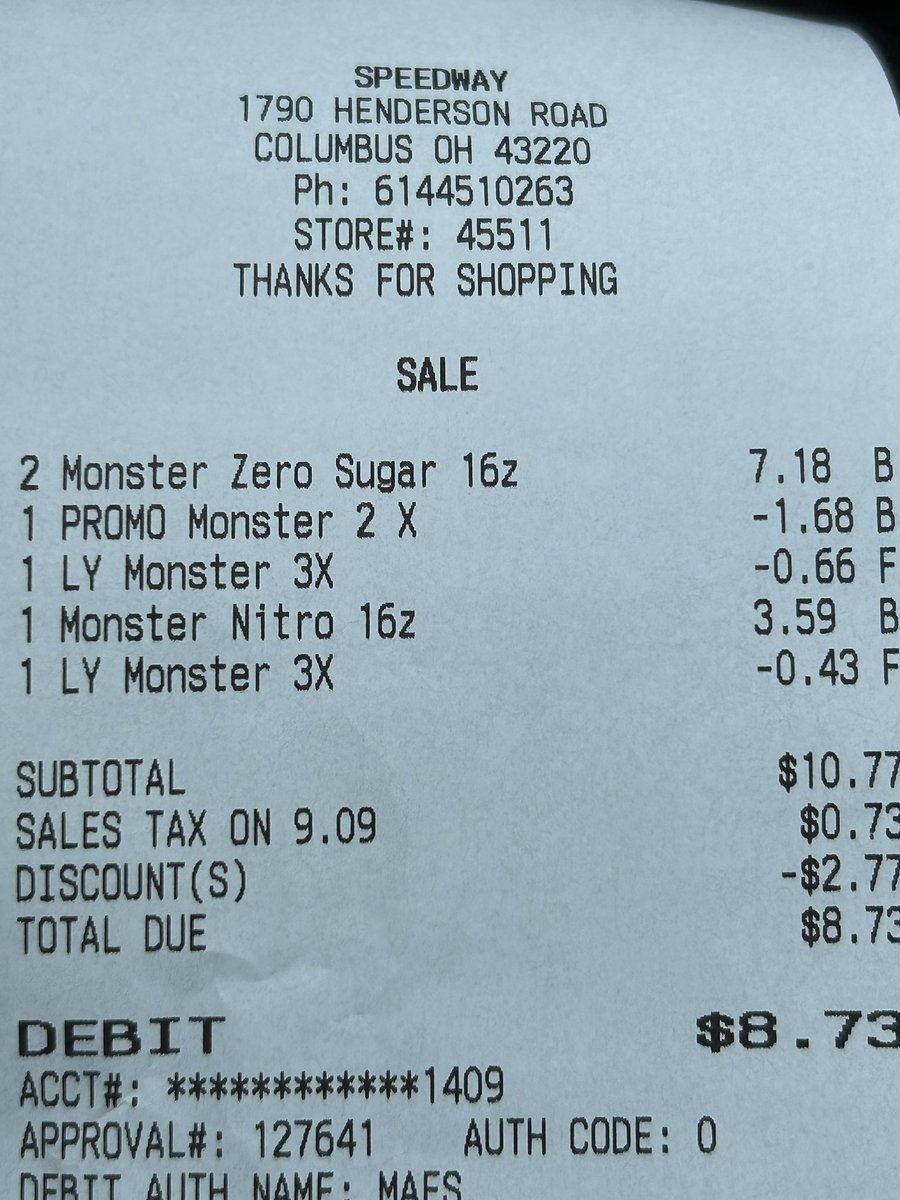 SPEEDWAY
1790 HENDERSON ROAD
COLUMBUS OH 43220
Ph: 6144510263
STORE#: 45511
THANKS FOR SHOPPING
SALE
2 Monster Zero Sugar 16z 7.18 B
1 PROMO Monster 2 X -1.68 B
1 LY Monster 3X -0.66 F
1 Monster Nitro 16z 3.59 B
1 LY Monster 3X -0.43 F
SUBTOTAL $10.77
SALES TAX ON 9.09 $0.73
DISCOUNT(S) -$2.77
TOTAL DUE $8.73
DEBIT $8.73
ACCT#: ************1409
APPROVAL#: 127641 AUTH CODE: 0
DEBIT AUTH NAME: